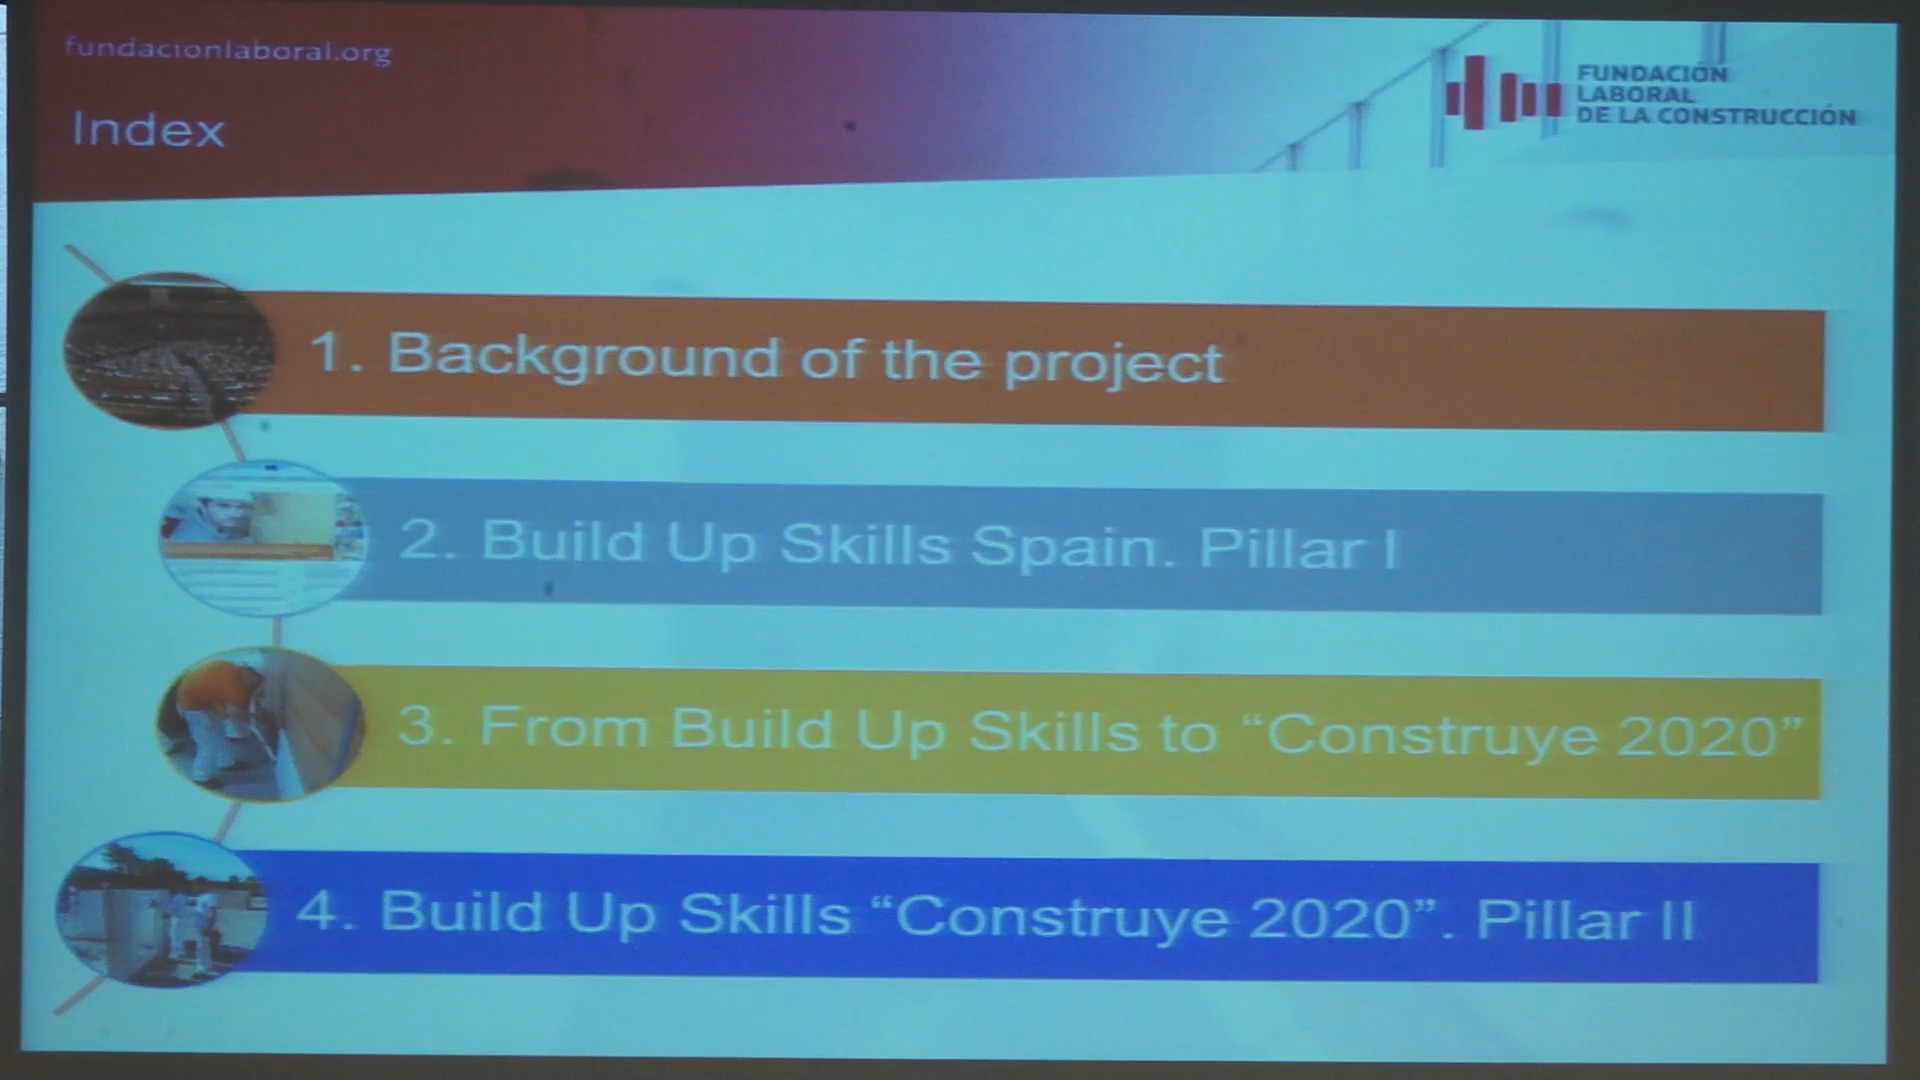 fundacionlaboral.org
Index
FUNDACIÓN
LABORAL
DE LA CONSTRUCCIÓN
1. Background of the project
2. Build Up Skills Spain. Pillar I
3. From Build Up Skills to “Construye 2020”
4. Build Up Skills “Construye 2020”. Pillar II